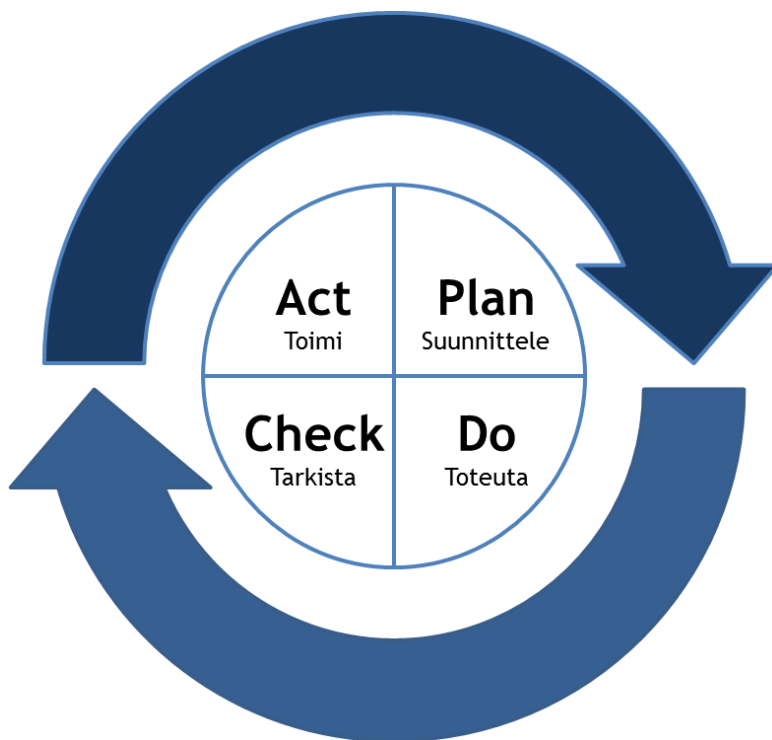 Act
Toimi
Plan
Suunnittele
Check
Tarkista
Do
Toteuta